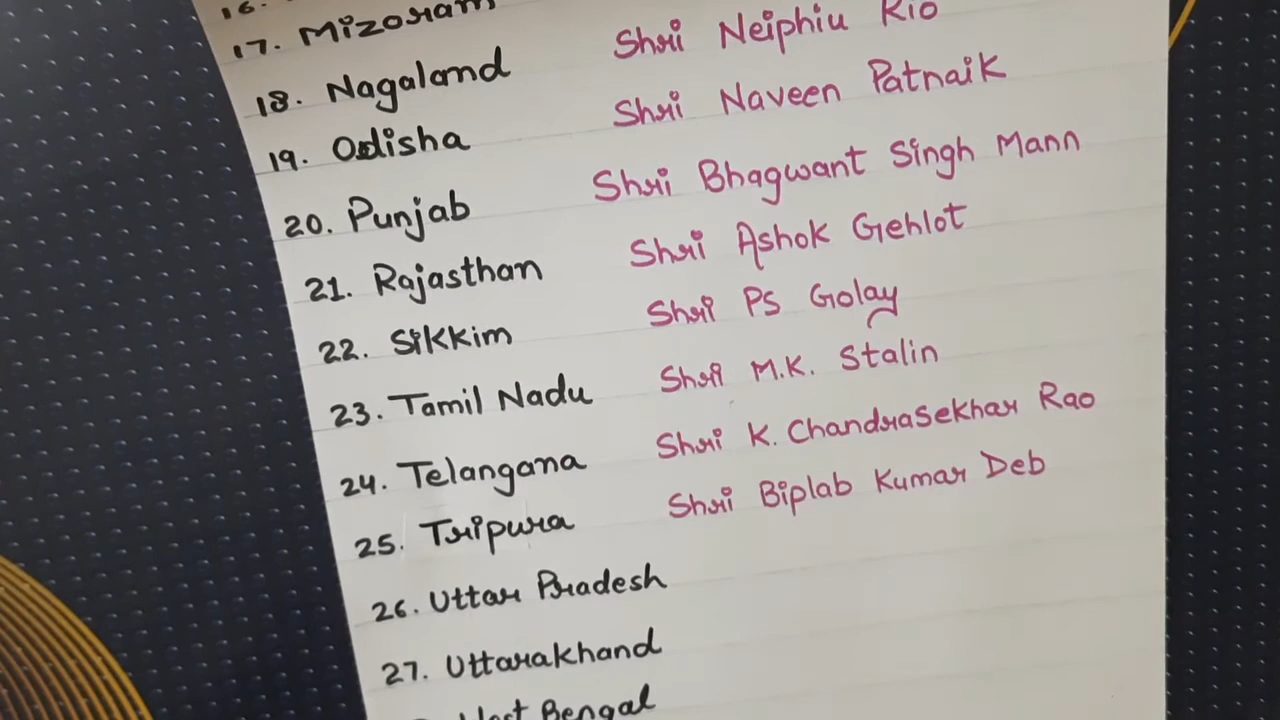 16.
17. Mizoram
18. Nagaland Shri Neiphiu Rio
19. Odisha Shri Naveen Patnaik
20. Punjab Shri Bhagwant Singh Mann
21. Rajasthan Shri Ashok Gehlot
22. Sikkim Shri PS Golay
23. Tamil Nadu Shri M.K. Stalin
24. Telangana Shri K. Chandrasekhar Rao
25. Tripura Shri Biplab Kumar Deb
26. Uttar Pradesh
27. Uttarakhand
West Bengal